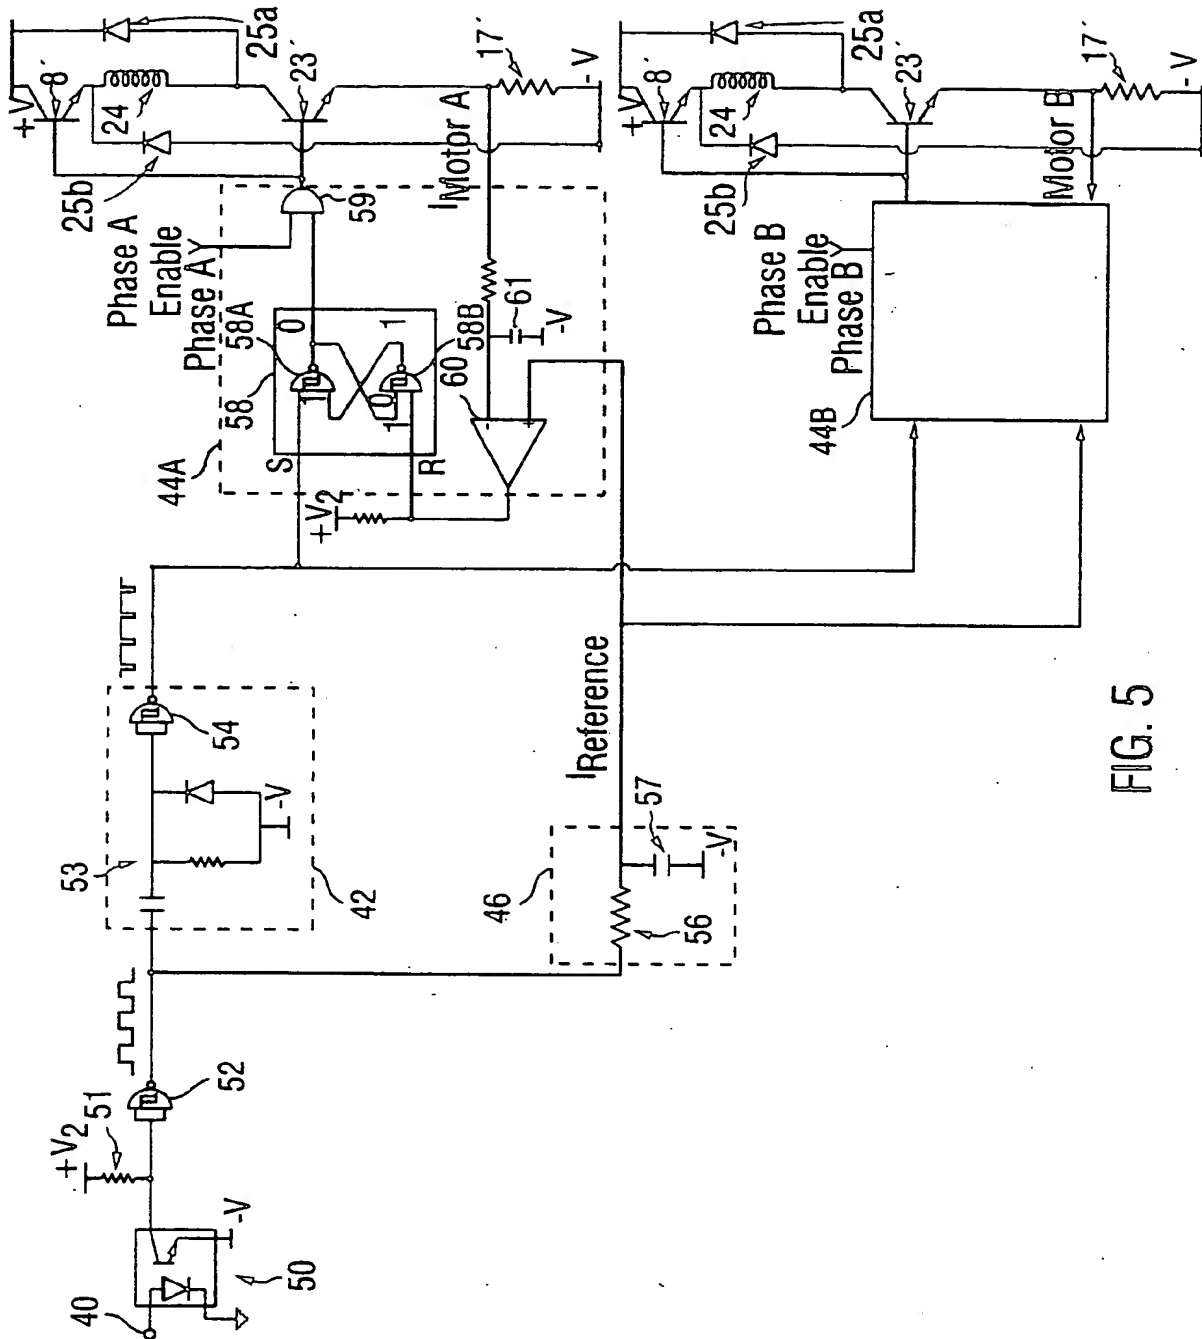 40
50
-V
+V2
51
52
53
54
-V
42
46
56
57
-V
IReference
44A
+V2
S
R
58
58A
58B
0
1
1
1
0
60
61
-V
59
Phase A
Enable
Phase A
IMotor A
25b
24
+V
8′
25a
23′
17′
-V
44B
Phase B
Enable
Phase B
IMotor B
25b
24
+V
8′
25a
23′
17′
-V
FIG. 5